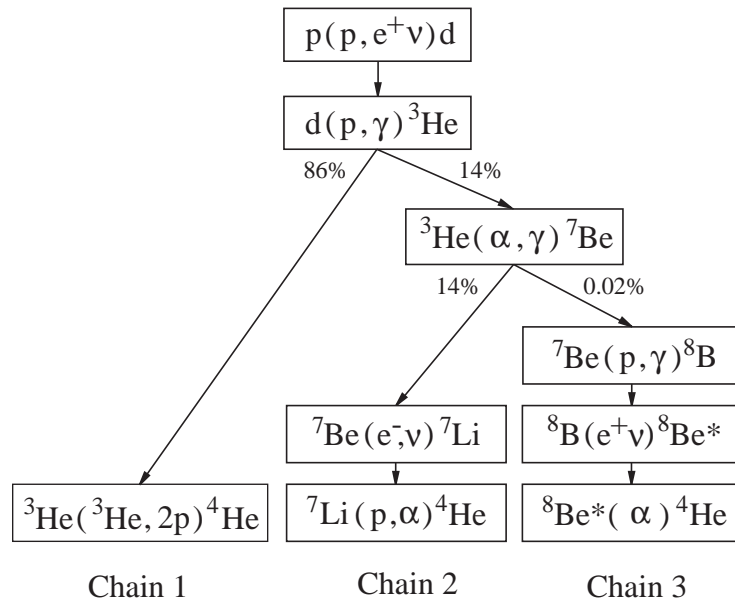 p(p,e⁺ν)d
d(p,γ)³He
86% 14%
³He(α,γ)⁷Be
14% 0.02%
⁷Be(p,γ)⁸B
⁷Be(e⁻,ν)⁷Li ⁸B(e⁺ν)⁸Be*
³He(³He,2p)⁴He ⁷Li(p,α)⁴He ⁸Be*(α)⁴He
Chain 1 Chain 2 Chain 3